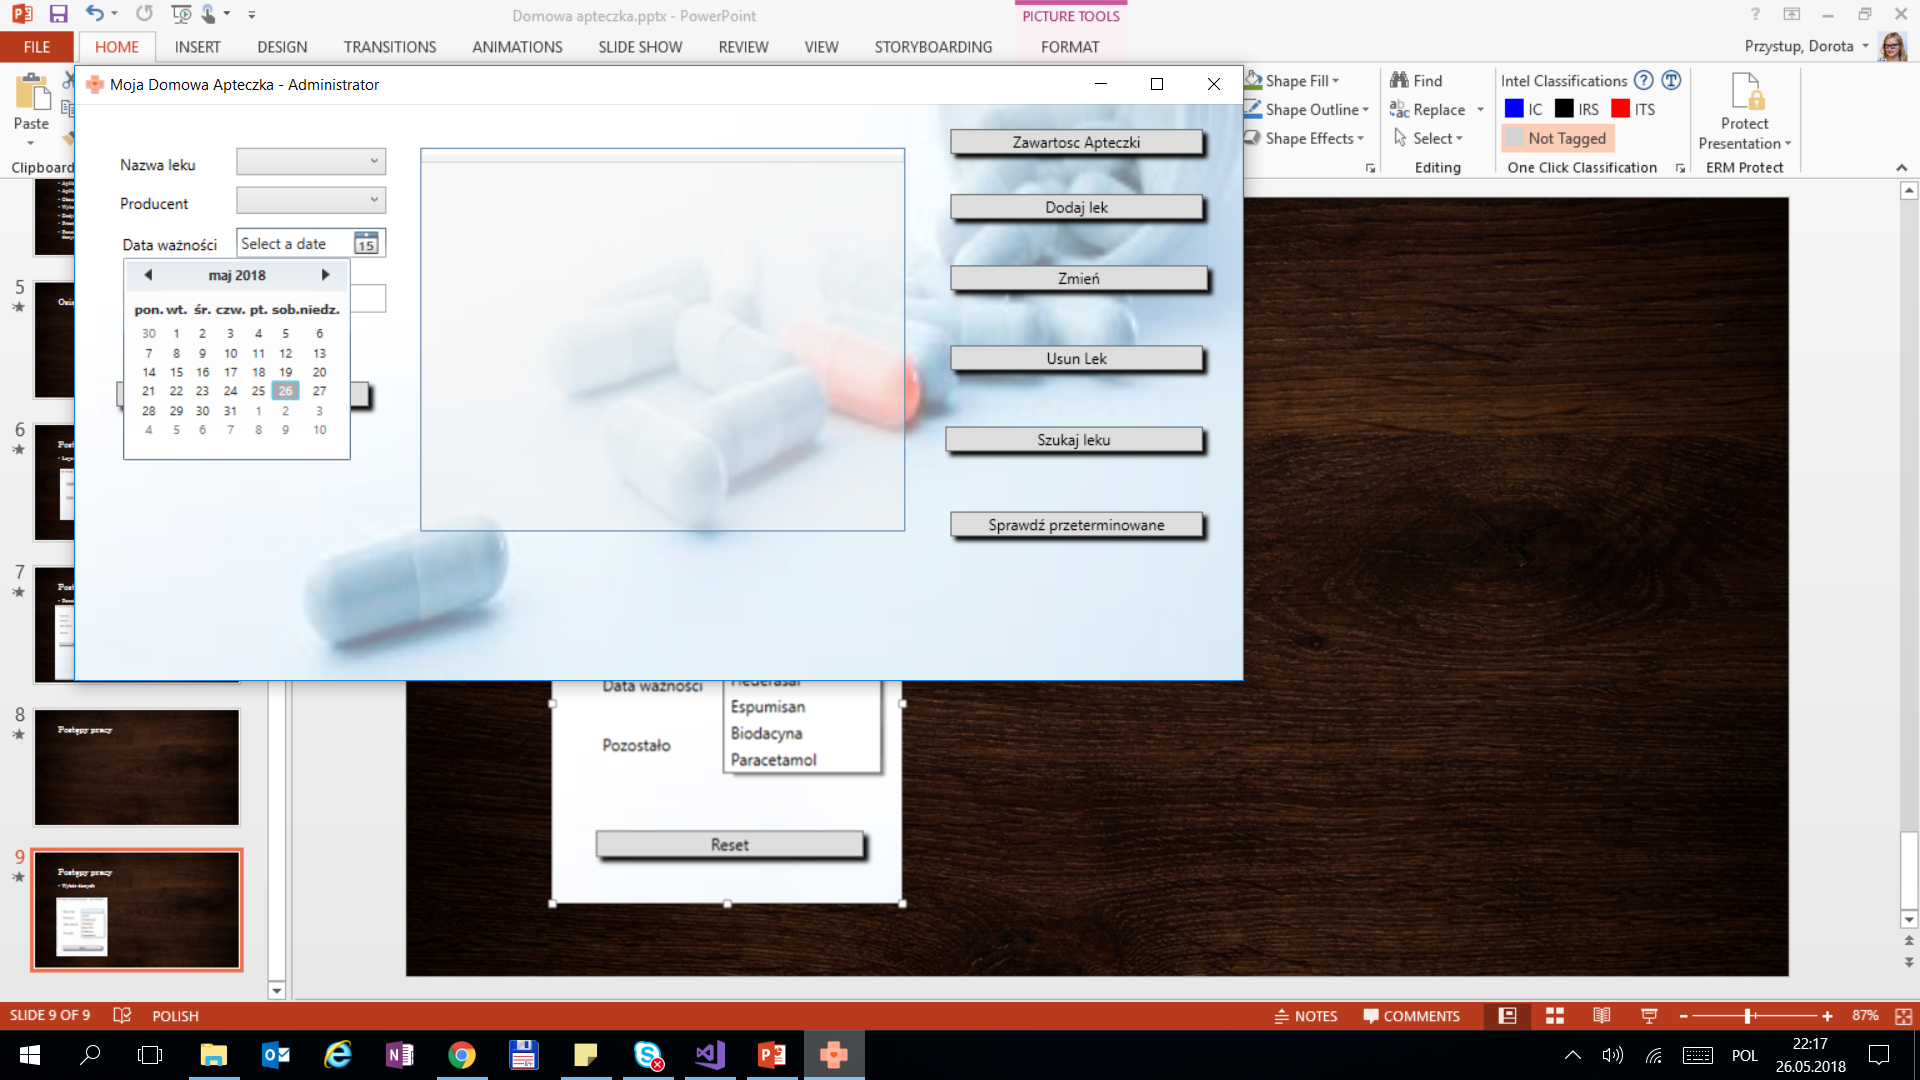 Domowa apteczka.pptx - PowerPoint
PICTURE TOOLS
?
FILE
HOME
INSERT
DESIGN
TRANSITIONS
ANIMATIONS
SLIDE SHOW
REVIEW
VIEW
STORYBOARDING
FORMAT
Przystup, Dorota
Paste
Clipboard
Shape Fill
Shape Outline
Shape Effects
Find
Replace
Select
Editing
Intel Classifications
IC IRS ITS
Not Tagged
One Click Classification
Protect
Presentation
ERM Protect
Moja Domowa Apteczka - Administrator
Nazwa leku
Producent
Data ważności
Select a date
15
maj 2018
pon. wt. śr. czw. pt. sob. niedz.
30 1 2 3 4 5 6
7 8 9 10 11 12 13
14 15 16 17 18 19 20
21 22 23 24 25 26 27
28 29 30 31 1 2 3
4 5 6 7 8 9 10
Zawartosc Apteczki
Dodaj lek
Zmień
Usun Lek
Szukaj leku
Sprawdź przeterminowane
5
6
7
8
Postępy pracy
9
Postępy pracy
• Wybór danych
Data ważności
Espumisan
Biodacyna
Pozostało
Paracetamol
Reset
SLIDE 9 OF 9
POLISH
NOTES
COMMENTS
87%
POL
22:17
26.05.2018